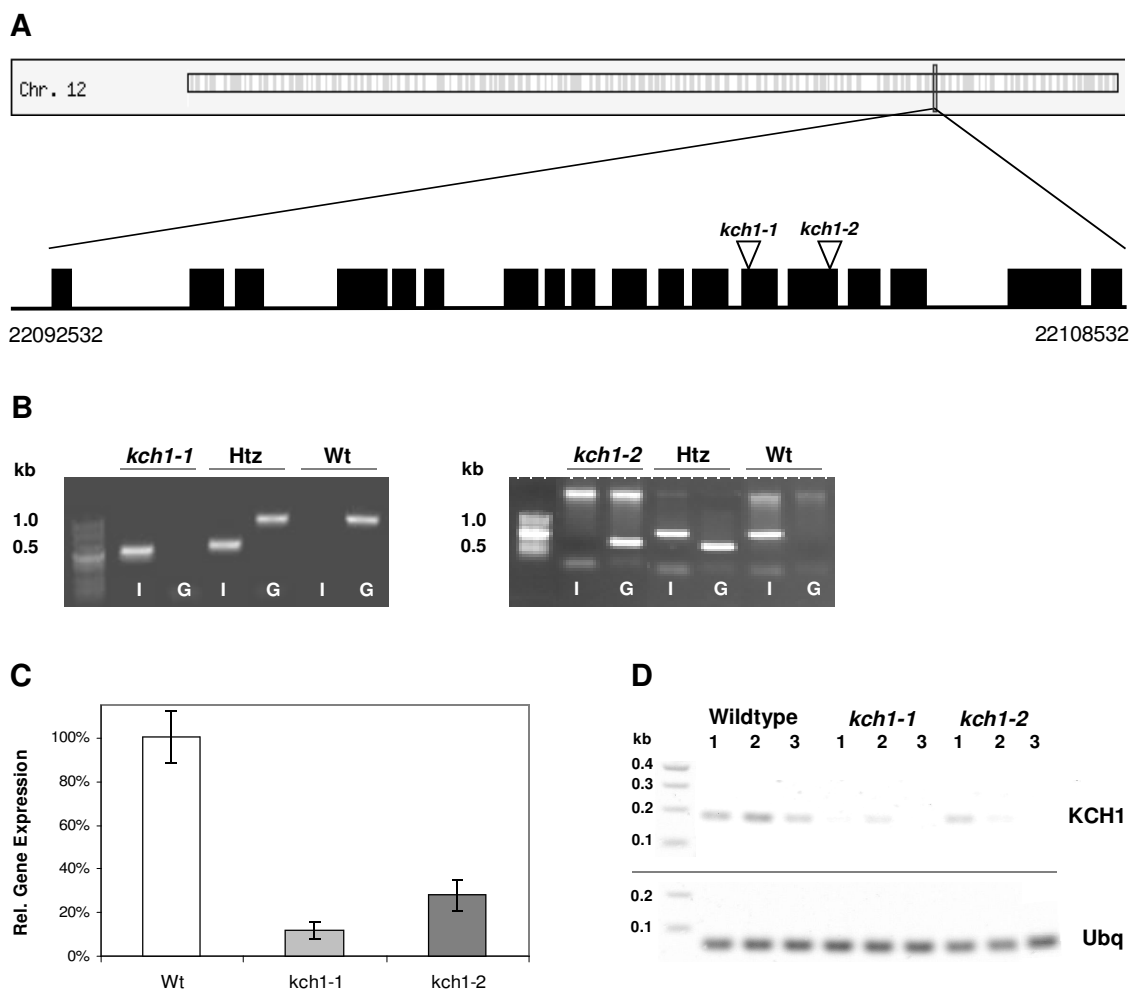 A
Chr. 12
kch1-1 kch1-2
22092532 22108532
B
kb kch1-1 Htz Wt
1.0
0.5
I G I G I G
kb kch1-2 Htz Wt
1.0
0.5
I G I G I G
C
Rel. Gene Expression
100%
80%
60%
40%
20%
0%
Wt kch1-1 kch1-2
D
Wildtype kch1-1 kch1-2
kb 1 2 3 1 2 3 1 2 3
0.4
0.3
0.2
0.1
KCH1
0.2
0.1
Ubq